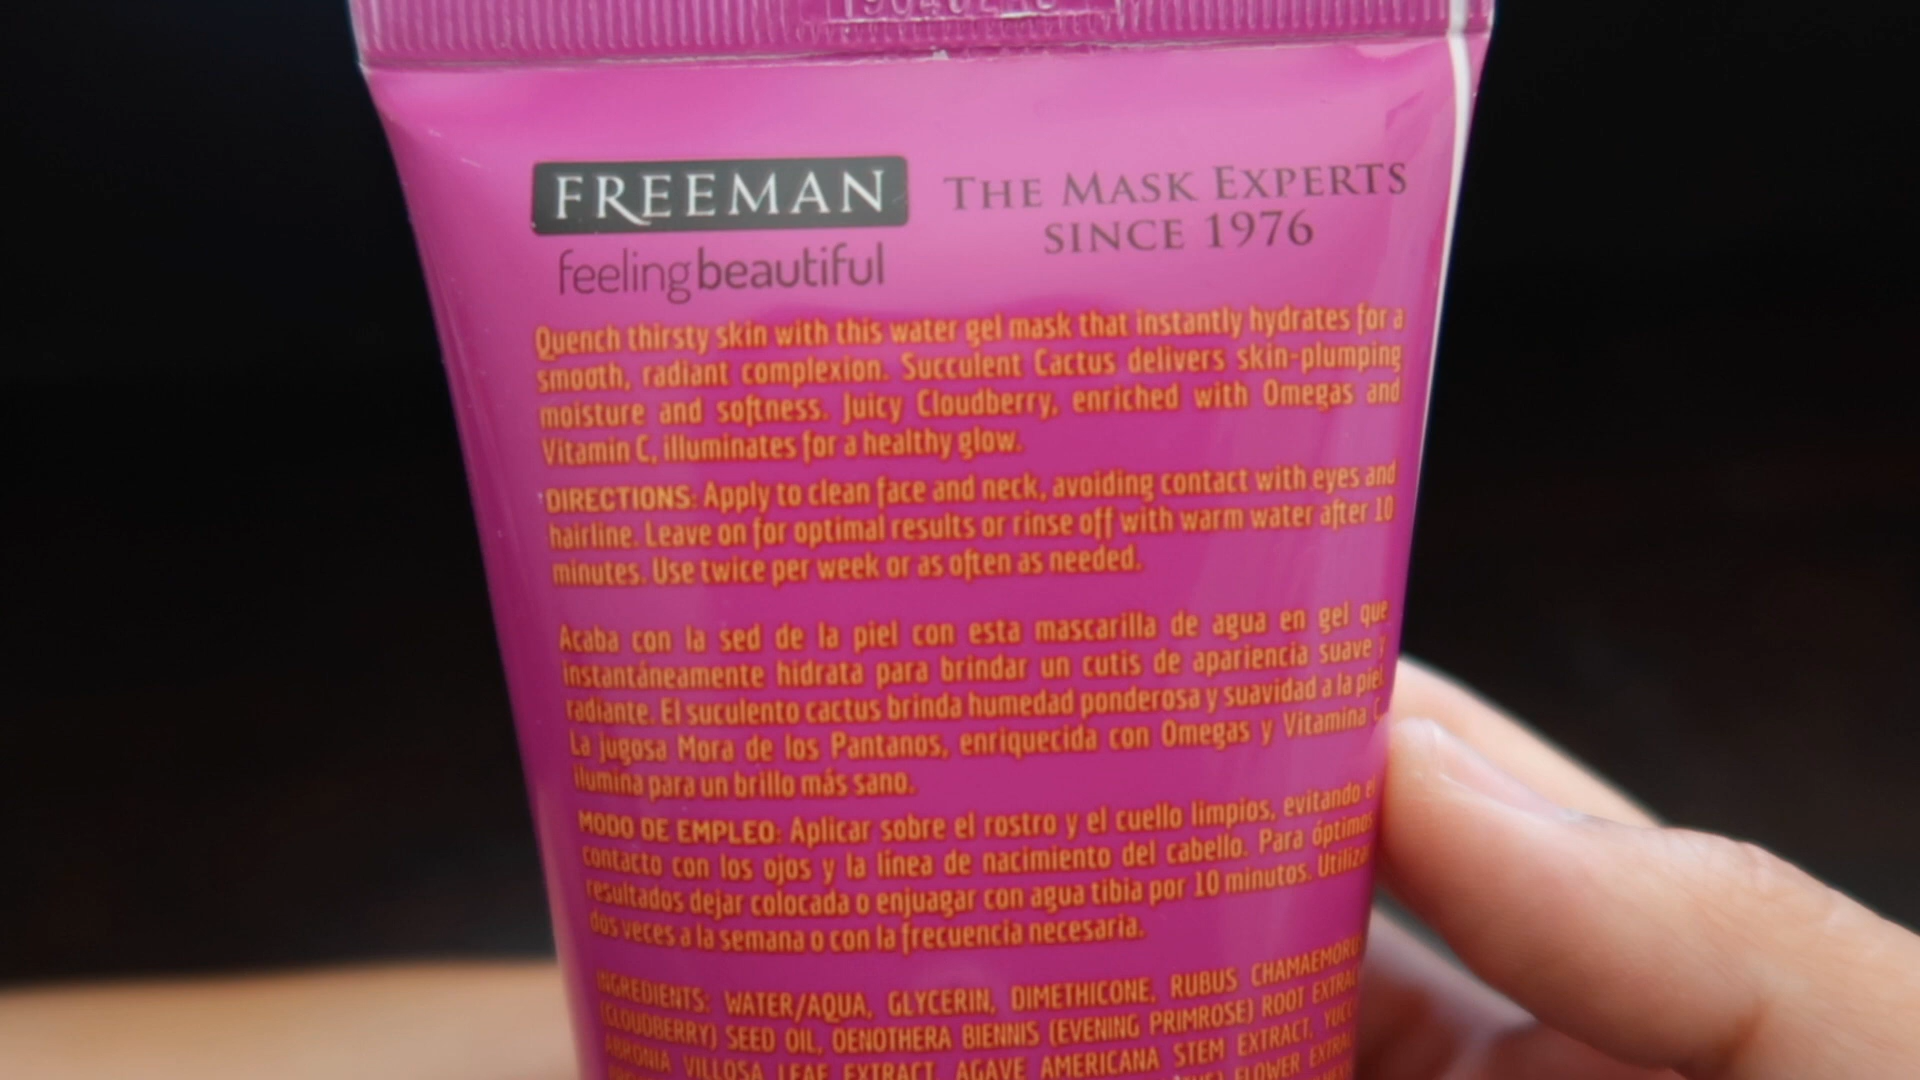 FREEMAN
feelingbeautiful
THE MASK EXPERTS
SINCE 1976
Quench thirsty skin with this water gel mask that instantly hydrates for a
smooth, radiant complexion. Succulent Cactus delivers skin-plumping
moisture and softness. Juicy Cloudberry, enriched with Omegas and
Vitamin C, illuminates for a healthy glow.
DIRECTIONS: Apply to clean face and neck, avoiding contact with eyes and
hairline. Leave on for optimal results or rinse off with warm water after 10
minutes. Use twice per week or as often as needed.
Acaba con la sed de la piel con esta mascarilla de agua en gel que
instantáneamente hidrata para brindar un cutis de apariencia suave y
radiante. El suculento cactus brinda humedad ponderosa y suavidad a la piel
La Jugosa Mora de los Pantanos, enriquecida con Omegas y Vitamina C,
ilumina para un brillo más sano.
MODO DE EMPLEO: Aplicar sobre el rostro y el cuello limpios, evitando el
contacto con los ojos y la línea de nacimiento del cabello. Para óptimos
resultados dejar colocada o enjuagar con agua tibia por 10 minutos. Utiliza
dos veces a la semana o con la frecuencia necesaria.
INGREDIENTS: WATER/AQUA, GLYCERIN, DIMETHICONE, RUBUS CHAMAEMORU
(CLOUDBERRY) SEED OIL, OENOTHERA BIENNIS (EVENING PRIMROSE) ROOT EXTRAC
ABRONIA VILLOSA LEAF EXTRACT, AGAVE AMERICANA STEM EXTRACT, YUCC
FLOWER EXTRA